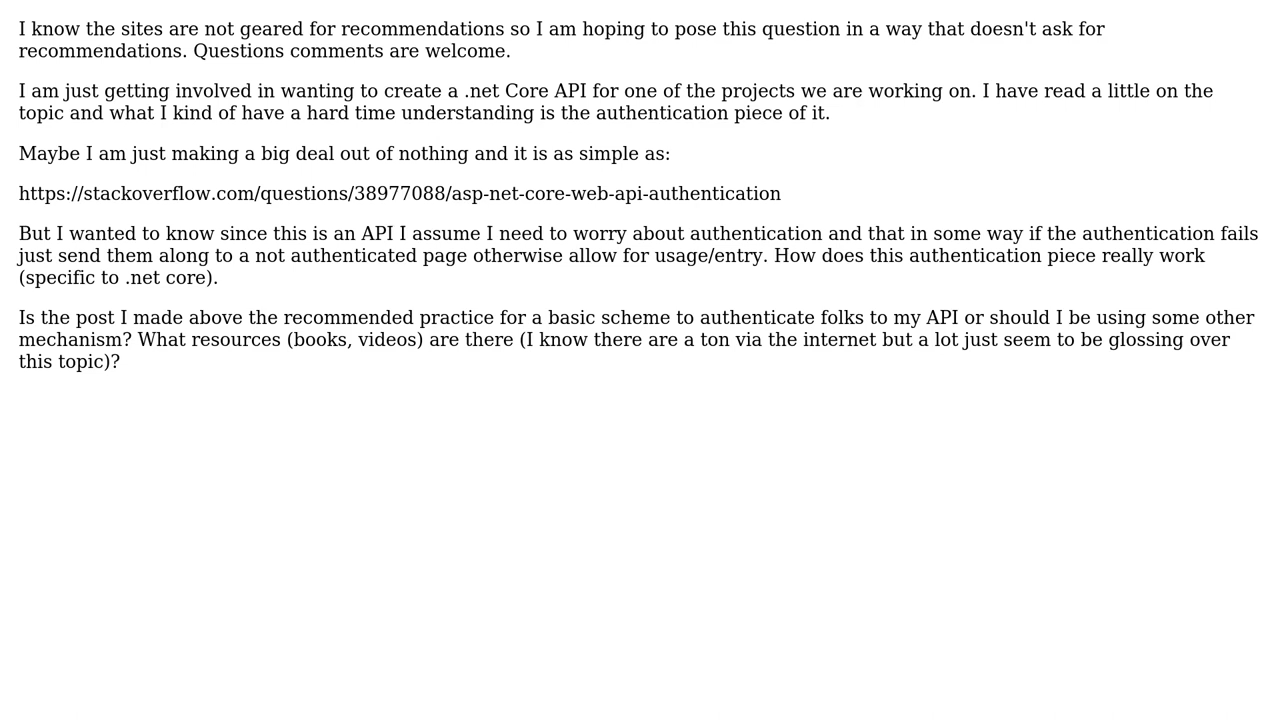 I know the sites are not geared for recommendations so I am hoping to pose this question in a way that doesn't ask for
recommendations. Questions comments are welcome.
I am just getting involved in wanting to create a .net Core API for one of the projects we are working on. I have read a little on the
topic and what I kind of have a hard time understanding is the authentication piece of it.
Maybe I am just making a big deal out of nothing and it is as simple as:
https://stackoverflow.com/questions/38977088/asp-net-core-web-api-authentication
But I wanted to know since this is an API I assume I need to worry about authentication and that in some way if the authentication fails
just send them along to a not authenticated page otherwise allow for usage/entry. How does this authentication piece really work
(specific to .net core).
Is the post I made above the recommended practice for a basic scheme to authenticate folks to my API or should I be using some other
mechanism? What resources (books, videos) are there (I know there are a ton via the internet but a lot just seem to be glossing over
this topic)?